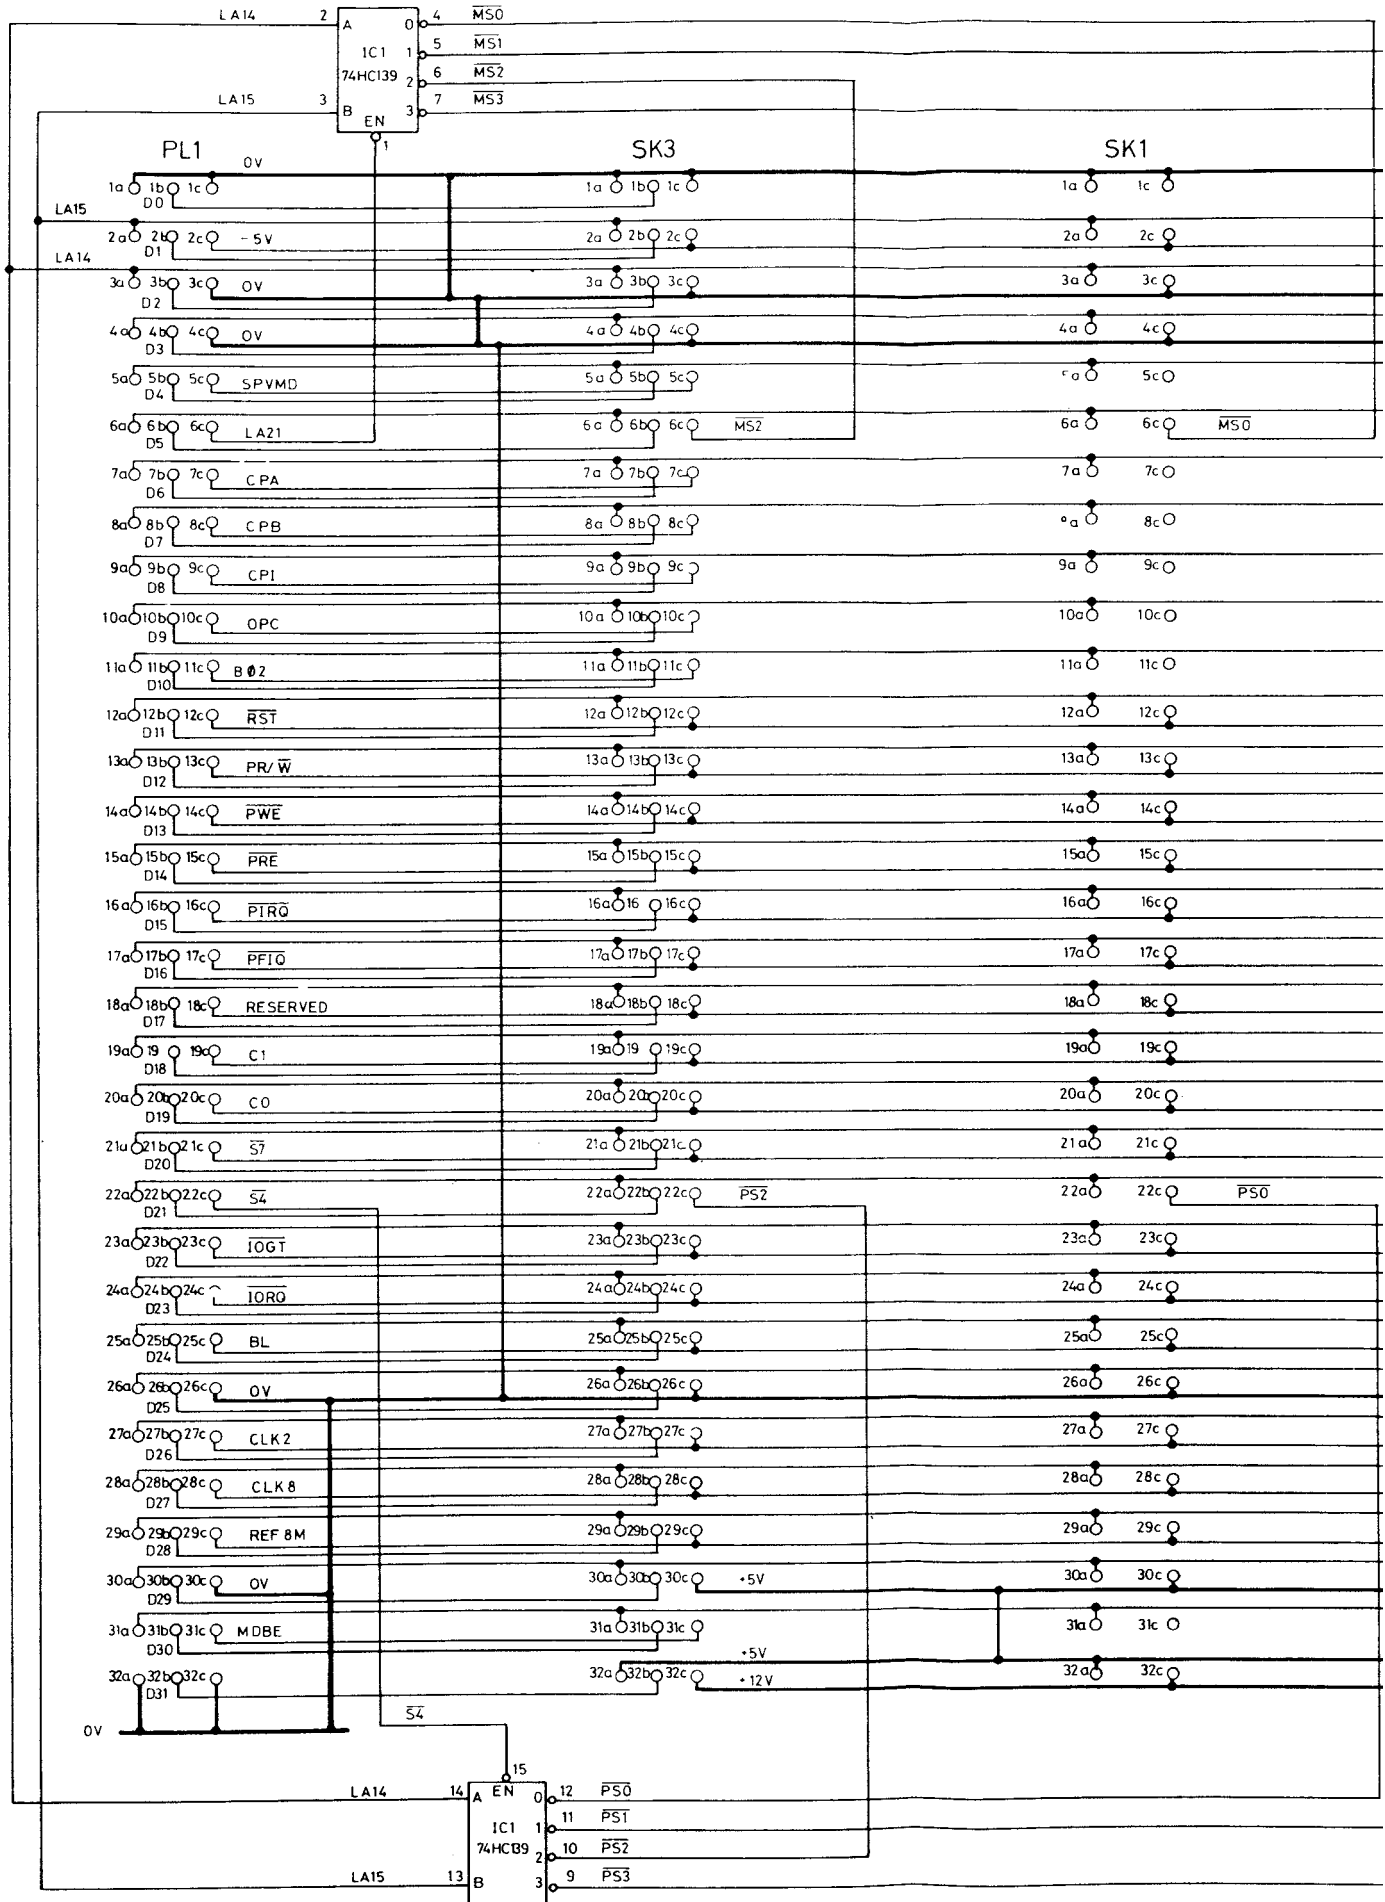 LA14 2 A 0 4 MS0
IC1 1 5 MS1
74HC139 2 6 MS2
LA15 3 B 3 7 MS3
EN
1
PL1 SK3 SK1
0V
1a 1b 1c 1a 1b 1c 1a 1c
D0
LA15
2a 2b 2c -5V 2a 2b 2c 2a 2c
D1
LA14
3a 3b 3c 0V 3a 3b 3c 3a 3c
D2
4a 4b 4c 0V 4a 4b 4c 4a 4c
D3
5a 5b 5c SPVMD 5a 5b 5c a 5c
D4
6a 6b 6c LA21 6a 6b 6c MS2 6a 6c MS0
D5
7a 7b 7c CPA 7a 7b 7c 7a 7c
D6
8a 8b 8c CPB 8a 8b 8c a 8c
D7
9a 9b 9c CPI 9a 9b 9c 9a 9c
D8
10a 10b 10c OPC 10a 10b 10c 10a 10c
D9
11a 11b 11c BØ2 11a 11b 11c 11a 11c
D10
12a 12b 12c RST 12a 12b 12c 12a 12c
D11
13a 13b 13c PR/W 13a 13b 13c 13a 13c
D12
14a 14b 14c PWE 14a 14b 14c 14a 14c
D13
15a 15b 15c PRE 15a 15b 15c 15a 15c
D14
16a 16b 16c PIRQ 16a 16 16c 16a 16c
D15
17a 17b 17c PFIQ 17a 17b 17c 17a 17c
D16
18a 18b 18c RESERVED 18a 18b 18c 18a 18c
D17
19a 19 19c C1 19a 19 19c 19a 19c
D18
20a 20b 20c C0 20a 20b 20c 20a 20c
D19
21a 21b 21c S7 21a 21b 21c 21a 21c
D20
22a 22b 22c S4 22a 22b 22c PS2 22a 22c PS0
D21
23a 23b 23c IOGT 23a 23b 23c 23a 23c
D22
24a 24b 24c IORQ 24a 24b 24c 24a 24c
D23
25a 25b 25c BL 25a 25b 25c 25a 25c
D24
26a 26b 26c 0V 26a 26b 26c 26a 26c
D25
27a 27b 27c CLK2 27a 27b 27c 27a 27c
D26
28a 28b 28c CLK8 28a 28b 28c 28a 28c
D27
29a 29b 29c REF 8M 29a 29b 29c 29a 29c
D28
30a 30b 30c 0V 30a 30b 30c +5V 30a 30c
D29
31a 31b 31c MDBE 31a 31b 31c 31a 31c
D30
+5V
32a 32b 32c 32a 32b 32c +12V 32a 32c
D31
S4
0V
15
LA14 14 A EN 0 12 PS0
IC1 1 11 PS1
74HC139 2 10 PS2
LA15 13 B 3 9 PS3